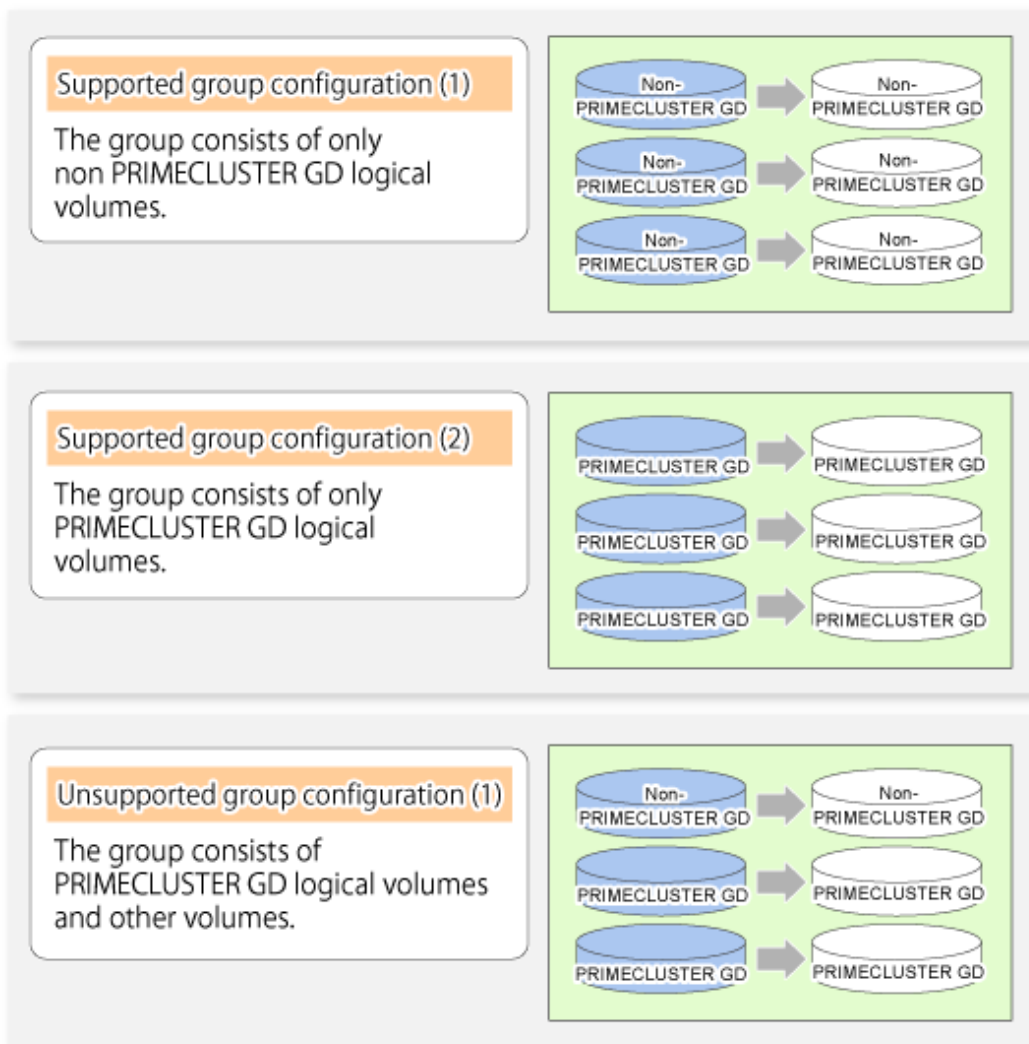 Supported group configuration (1)
The group consists of only
non PRIMECLUSTER GD logical
volumes.
Non-
PRIMECLUSTER GD
Non-
PRIMECLUSTER GD
Non-
PRIMECLUSTER GD
Non-
PRIMECLUSTER GD
Non-
PRIMECLUSTER GD
Non-
PRIMECLUSTER GD
Supported group configuration (2)
The group consists of only
PRIMECLUSTER GD logical
volumes.
PRIMECLUSTER GD
PRIMECLUSTER GD
PRIMECLUSTER GD
PRIMECLUSTER GD
PRIMECLUSTER GD
PRIMECLUSTER GD
Unsupported group configuration (1)
The group consists of
PRIMECLUSTER GD logical volumes
and other volumes.
Non-
PRIMECLUSTER GD
Non-
PRIMECLUSTER GD
PRIMECLUSTER GD
PRIMECLUSTER GD
PRIMECLUSTER GD
PRIMECLUSTER GD